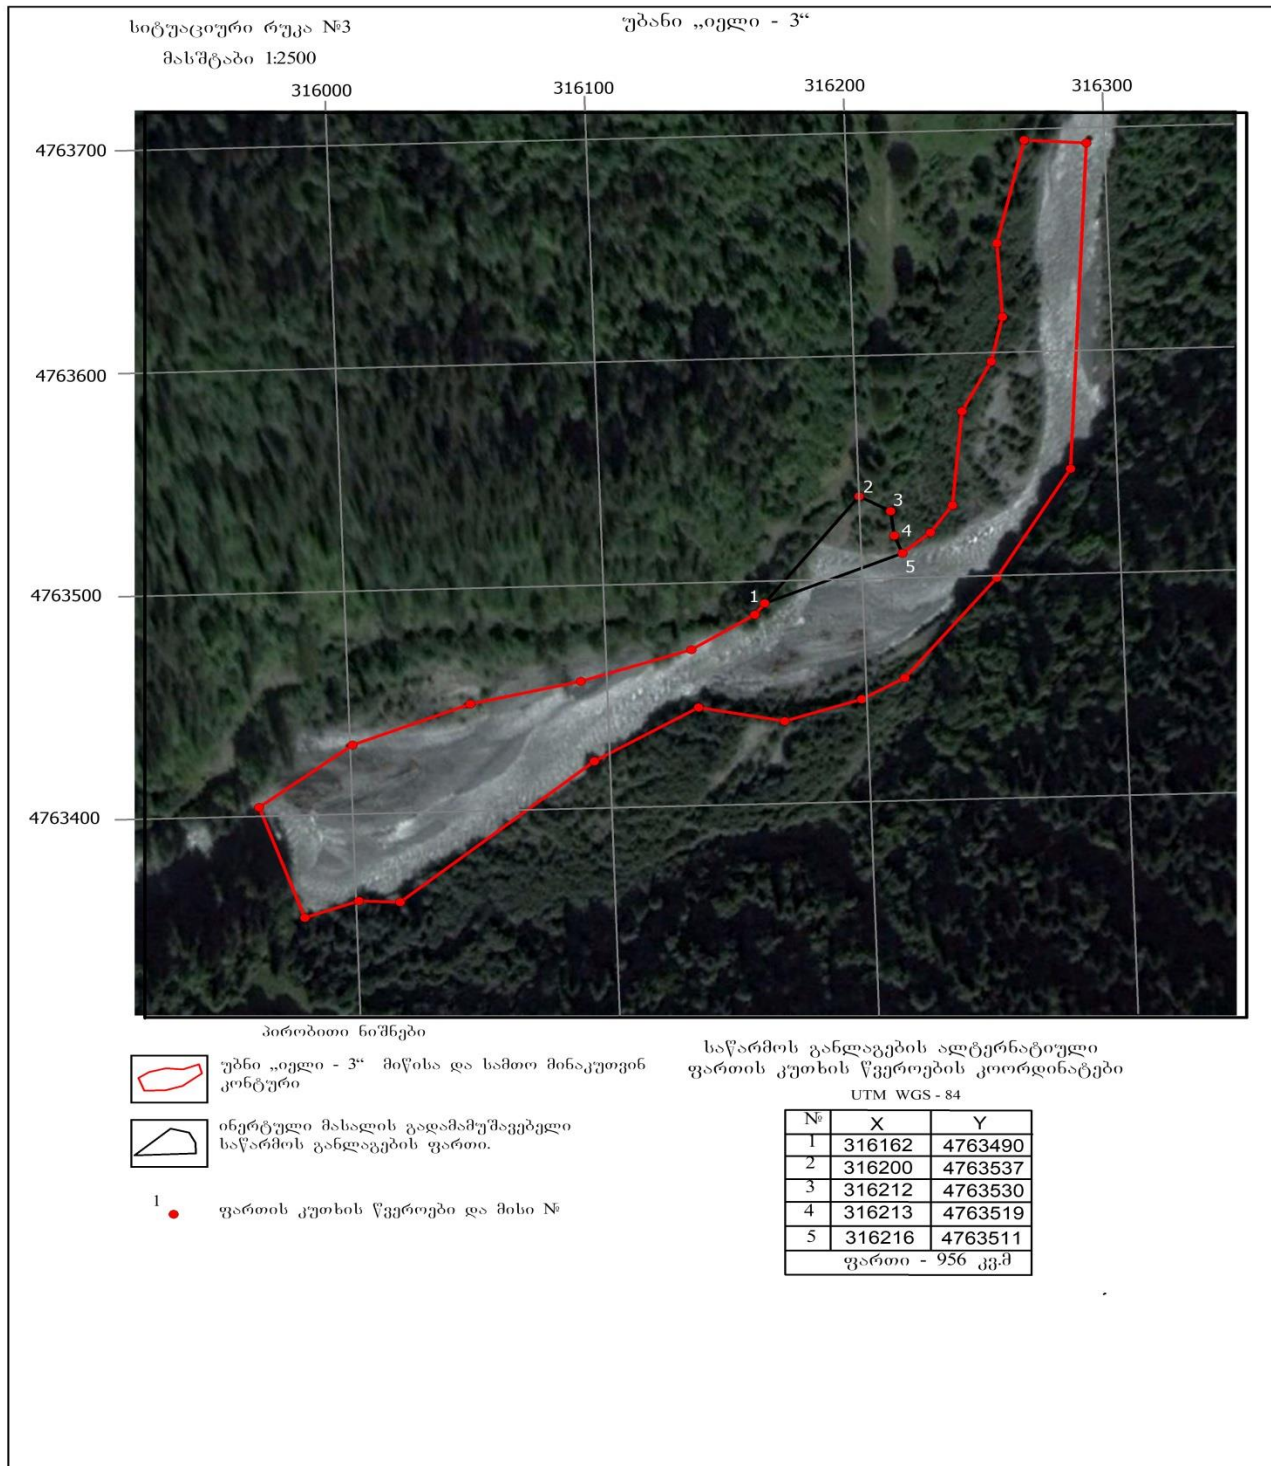 სიტუაციური რუკა №3
უბანი „იელი - 3“
მასშტაბი 1:2500
316000
316100
316200
316300
4763700
4763600
4763500
4763400
2
3
4
5
1
პირობითი ნიშნები
უბნი „იელი - 3“ მიწისა და სამთო მინაკუთვნ
კონტური
ინერტული მასალის გადამამუშავებელი
საწარმოს განლაგების ფართი.
1
ფართის კუთხის წვეროები და მისი №
საწარმოს განლაგების ალტერნატიული
ფართის კუთხის წვეროების კოორდინატები
UTM WGS - 84
№ X Y
1 316162 4763490
2 316200 4763537
3 316212 4763530
4 316213 4763519
5 316216 4763511
ფართი - 956 კვ.მ